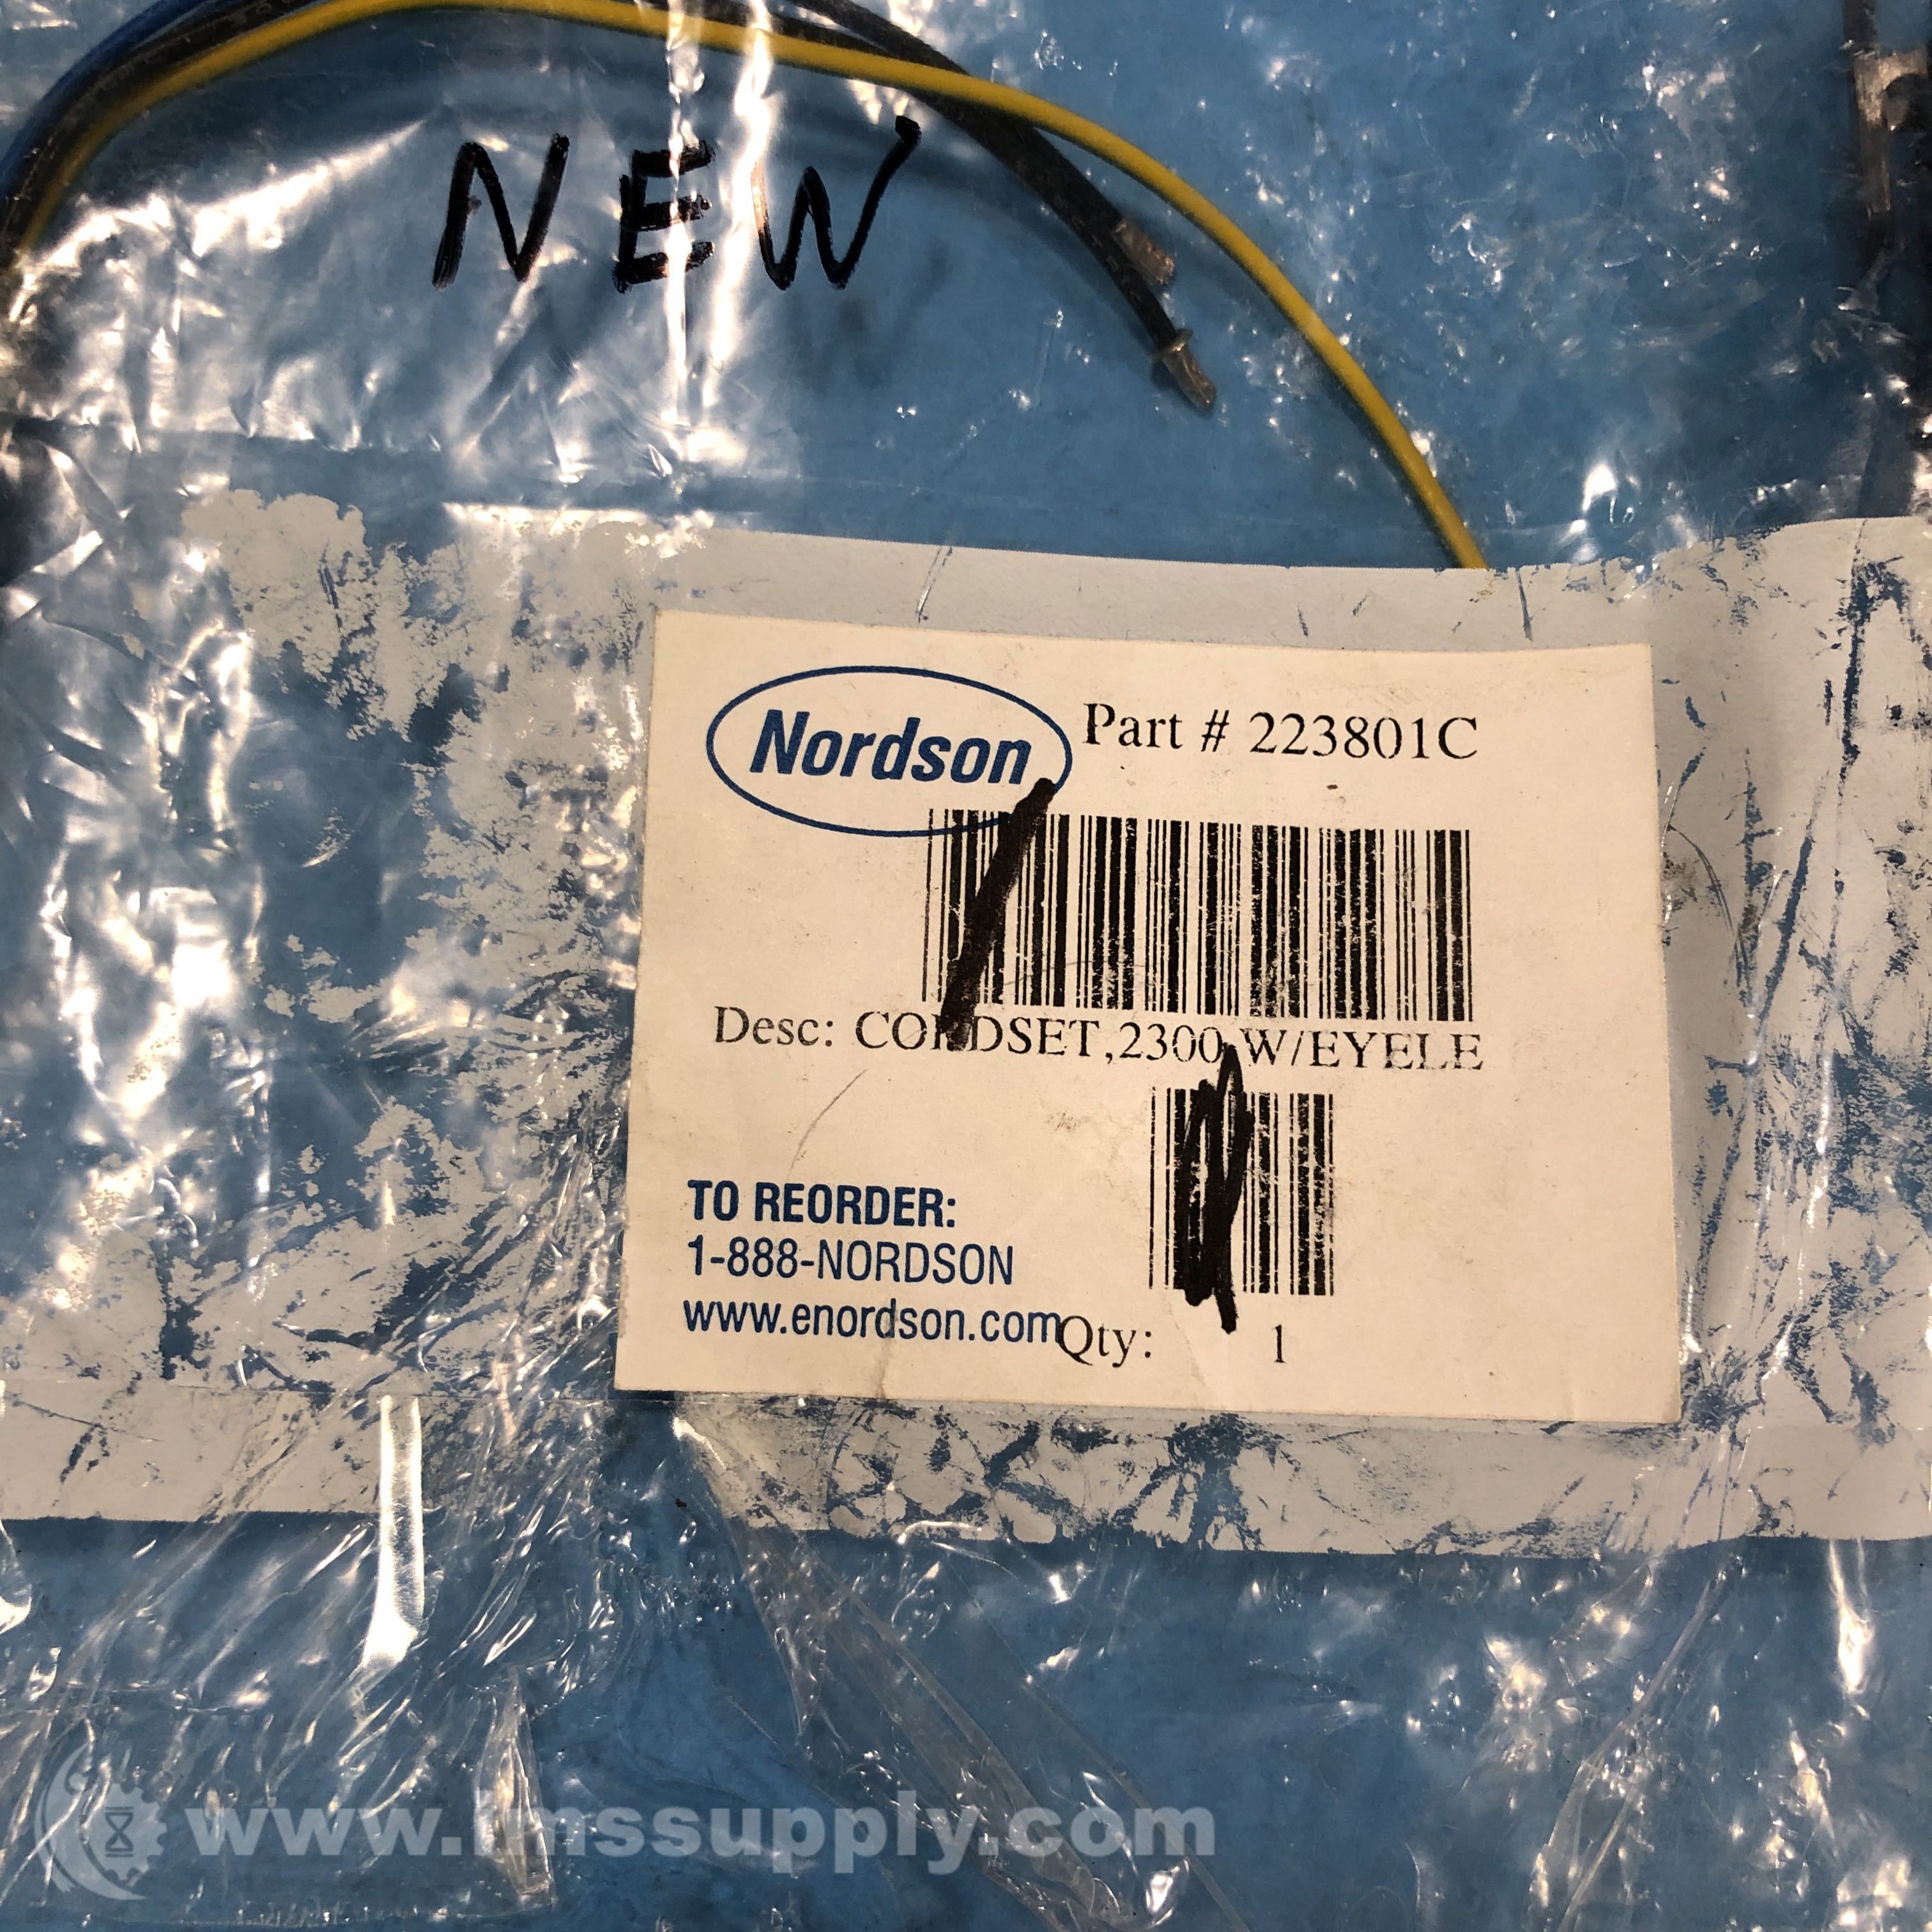 NEW
Nordson
Part # 223801C
Desc: CORDSET,2300,W/EYELE
TO REORDER:
1-888-NORDSON
www.enordson.com
Qty: 1
www.imssupply.com